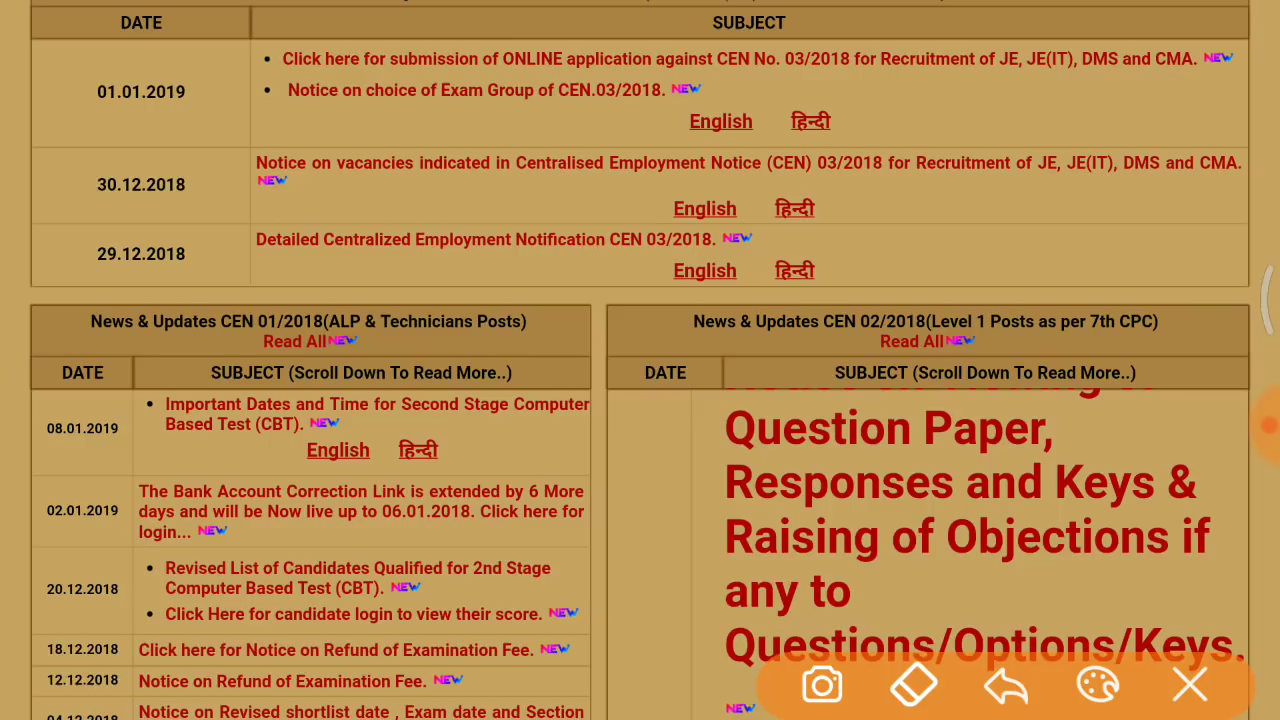 DATE SUBJECT
01.01.2019
Click here for submission of ONLINE application against CEN No. 03/2018 for Recruitment of JE, JE(IT), DMS and CMA. NEW
Notice on choice of Exam Group of CEN.03/2018. NEW
English हिन्दी
30.12.2018
Notice on vacancies indicated in Centralised Employment Notice (CEN) 03/2018 for Recruitment of JE, JE(IT), DMS and CMA.
NEW
English हिन्दी
29.12.2018
Detailed Centralized Employment Notification CEN 03/2018. NEW
English हिन्दी
News & Updates CEN 01/2018(ALP & Technicians Posts)
Read All NEW
DATE SUBJECT (Scroll Down To Read More..)
08.01.2019
Important Dates and Time for Second Stage Computer
Based Test (CBT). NEW
English हिन्दी
02.01.2019
The Bank Account Correction Link is extended by 6 More
days and will be Now live up to 06.01.2018. Click here for
login... NEW
20.12.2018
Revised List of Candidates Qualified for 2nd Stage
Computer Based Test (CBT). NEW
Click Here for candidate login to view their score. NEW
18.12.2018 Click here for Notice on Refund of Examination Fee. NEW
12.12.2018 Notice on Refund of Examination Fee. NEW
04.12.2018 Notice on Revised shortlist date , Exam date and Section
News & Updates CEN 02/2018(Level 1 Posts as per 7th CPC)
Read All NEW
DATE SUBJECT (Scroll Down To Read More..)
Question Paper,
Responses and Keys &
Raising of Objections if
any to
Questions/Options/Keys.
NEW